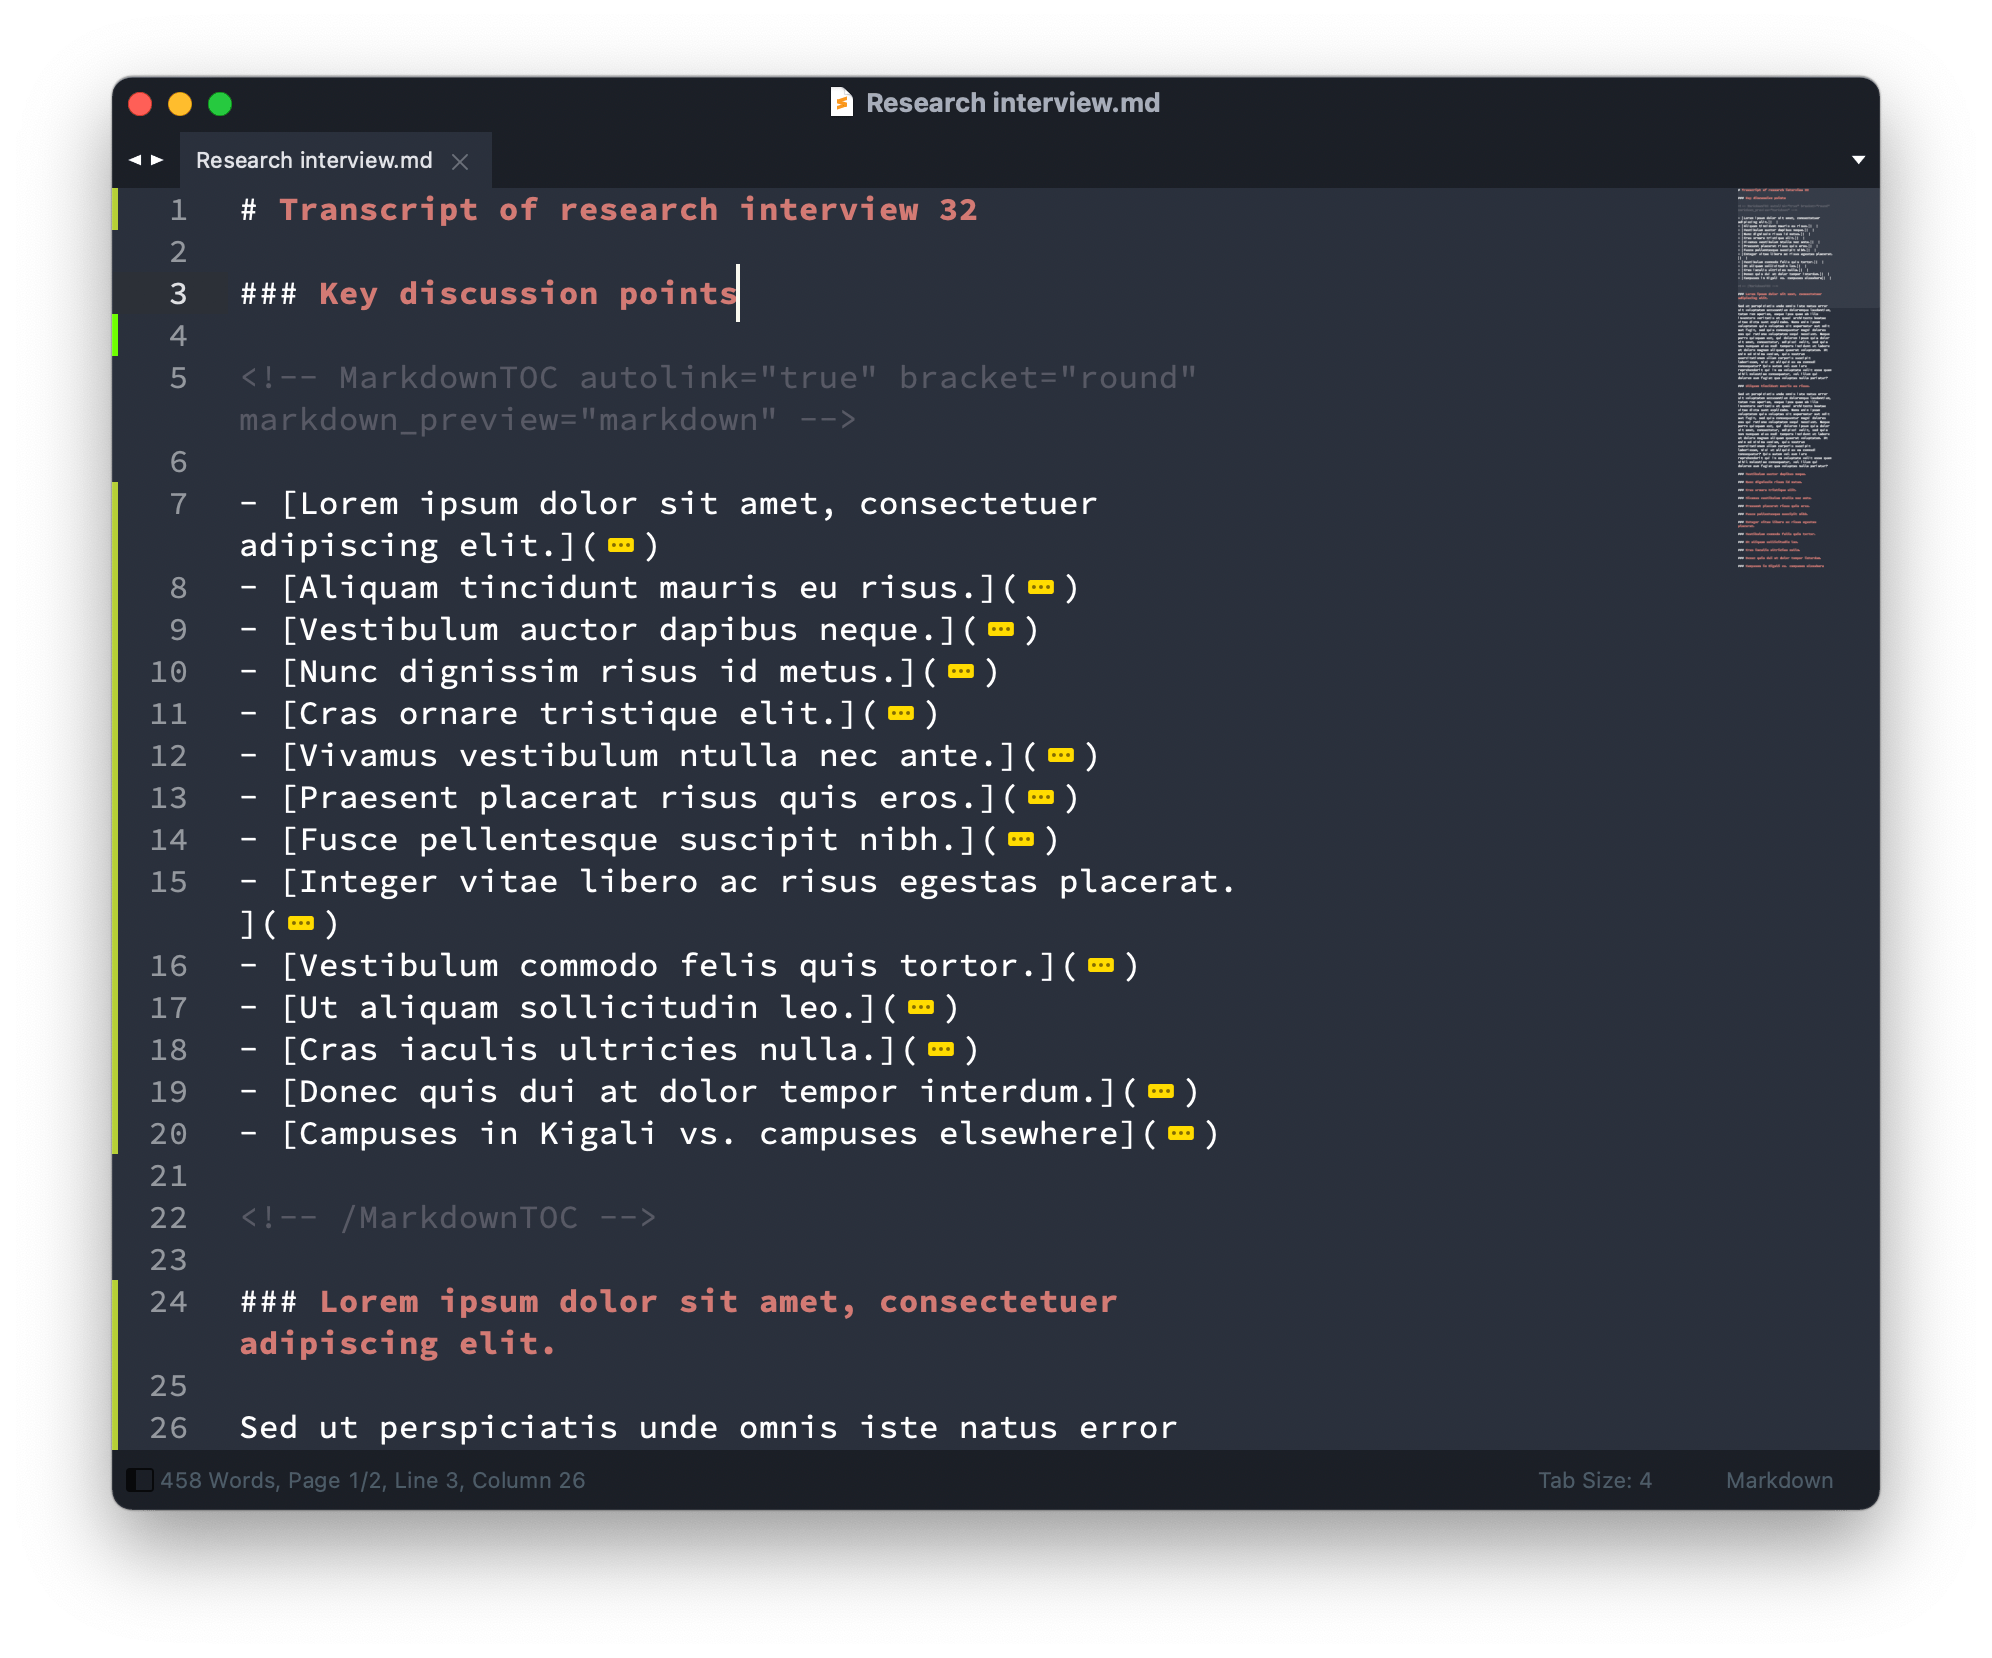 Research interview.md
Research interview.md
1 # Transcript of research interview 32
2
3 ### Key discussion points
4
5 <!-- MarkdownTOC autolink="true" bracket="round"
markdown_preview="markdown" -->
6
7 - [Lorem ipsum dolor sit amet, consectetuer
adipiscing elit.](…)
8 - [Aliquam tincidunt mauris eu risus.](…)
9 - [Vestibulum auctor dapibus neque.](…)
10 - [Nunc dignissim risus id metus.](…)
11 - [Cras ornare tristique elit.](…)
12 - [Vivamus vestibulum ntulla nec ante.](…)
13 - [Praesent placerat risus quis eros.](…)
14 - [Fusce pellentesque suscipit nibh.](…)
15 - [Integer vitae libero ac risus egestas placerat.
](…)
16 - [Vestibulum commodo felis quis tortor.](…)
17 - [Ut aliquam sollicitudin leo.](…)
18 - [Cras iaculis ultricies nulla.](…)
19 - [Donec quis dui at dolor tempor interdum.](…)
20 - [Campuses in Kigali vs. campuses elsewhere](…)
21
22 <!-- /MarkdownTOC -->
23
24 ### Lorem ipsum dolor sit amet, consectetuer
adipiscing elit.
25
26 Sed ut perspiciatis unde omnis iste natus error
458 Words, Page 1/2, Line 3, Column 26
Tab Size: 4
Markdown